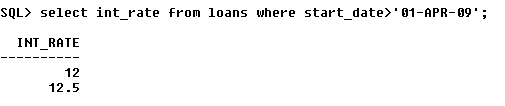 SQL> select int_rate from loans where start_date>'01-APR-09';
INT_RATE
----------
12
12.5